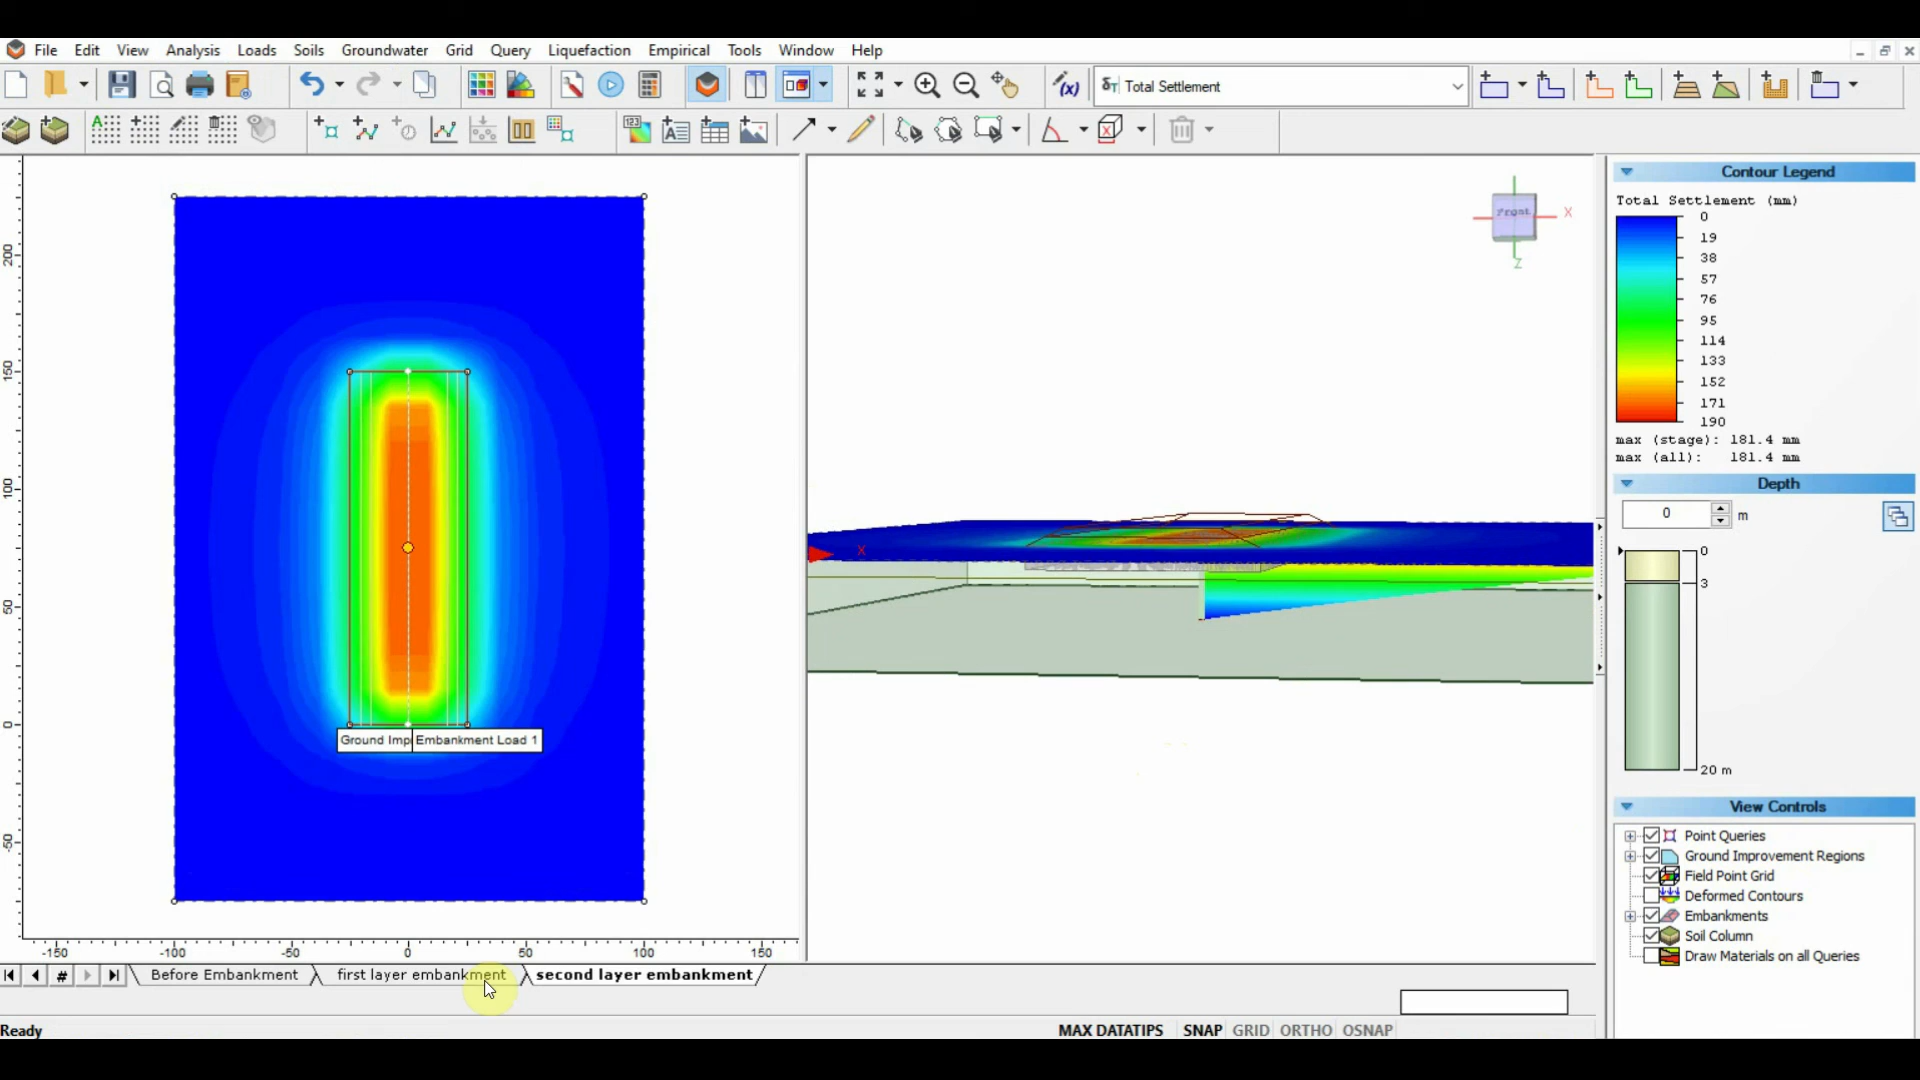 File Edit View Analysis Loads Soils Groundwater Grid Query Liquefaction Empirical Tools Window Help
δT Total Settlement
200
150
100
50
0
-50
-150 -100 -50 0 50 100 150
Ground Imp Embankment Load 1
Front
X
Z
X
Contour Legend
Total Settlement (mm)
0
19
38
57
76
95
114
133
152
171
190
max (stage): 181.4 mm
max (all): 181.4 mm
Depth
0 m
0
3
20 m
View Controls
Point Queries
Ground Improvement Regions
Field Point Grid
Deformed Contours
Embankments
Soil Column
Draw Materials on all Queries
# Before Embankment first layer embankment second layer embankment
Ready MAX DATATIPS SNAP GRID ORTHO OSNAP